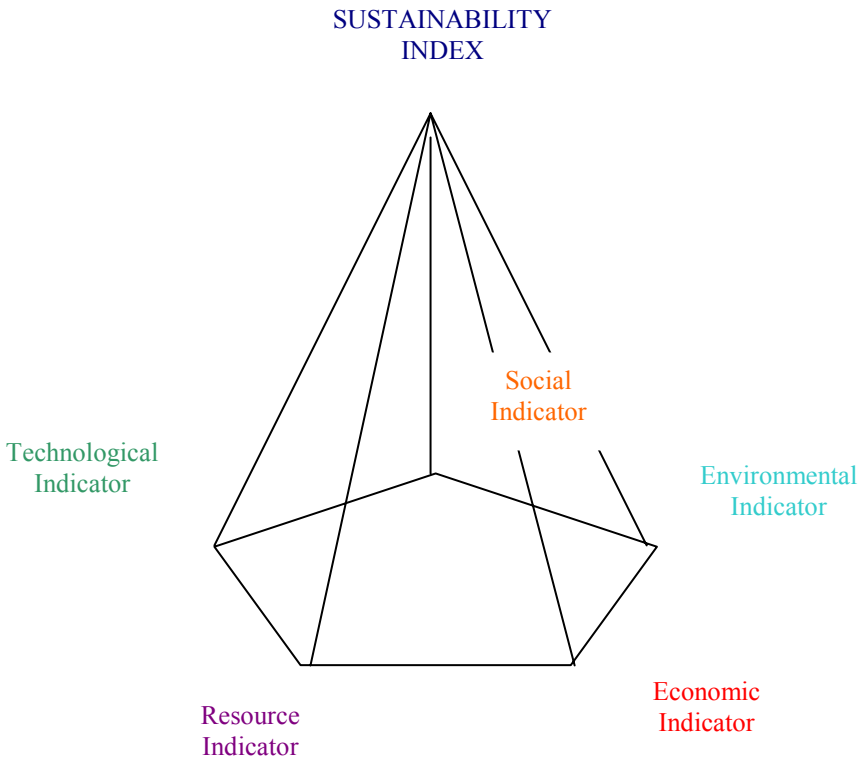 SUSTAINABILITY
INDEX
Social
Indicator
Technological
Indicator
Environmental
Indicator
Economic
Indicator
Resource
Indicator